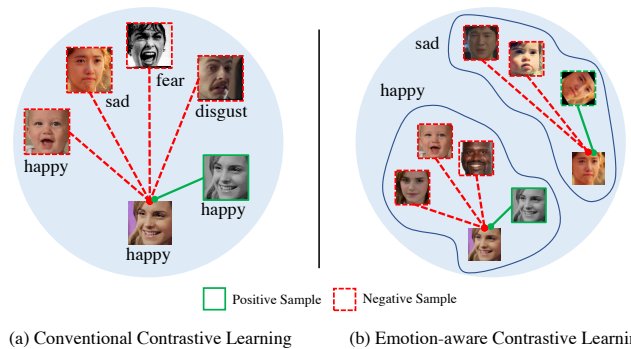 sad
fear
sad
disgust
happy
happy
happy
happy
Positive Sample
Negative Sample
(a) Conventional Contrastive Learning
(b) Emotion-aware Contrastive Learni